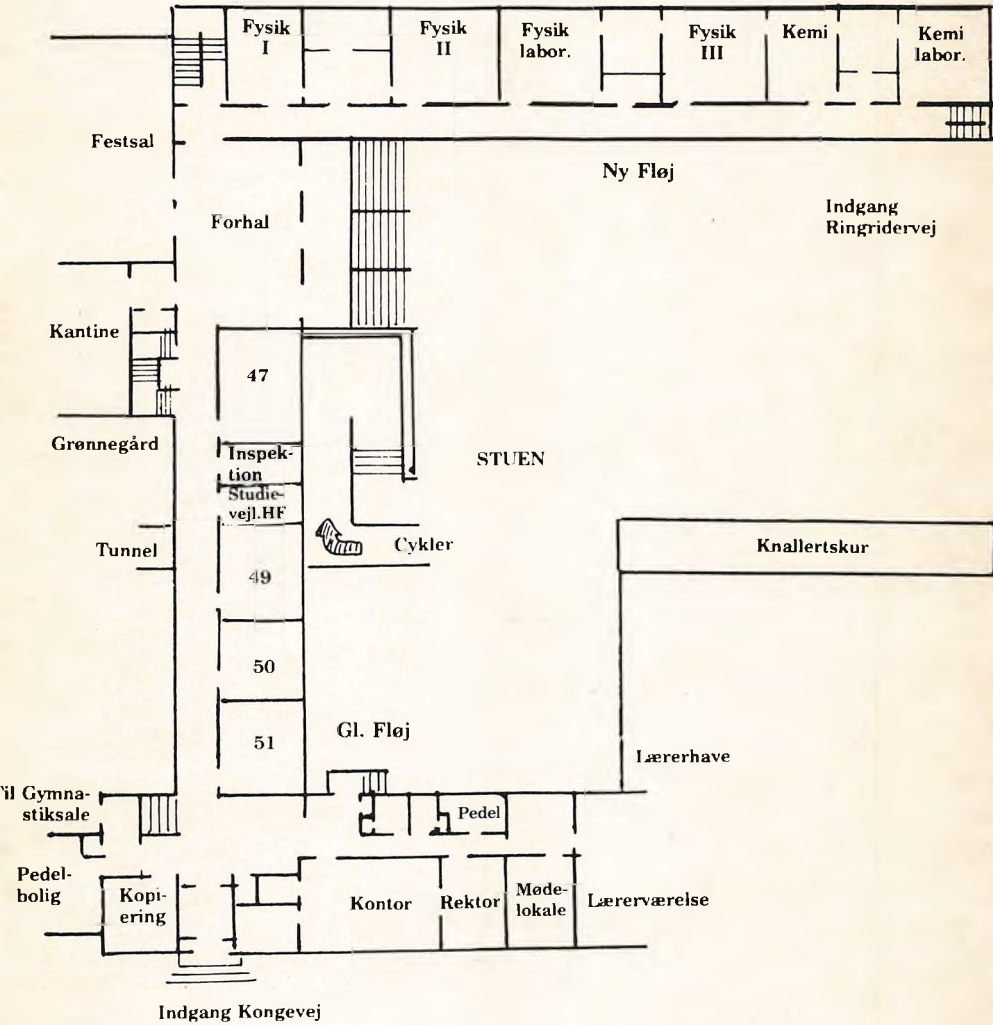 Fysik
I
Fysik
II
Fysik
labor.
Fysik
III
Kemi
Kemi
labor.
Festsal
Ny Fløj
Forhal
Indgang
Ringridervej
Kantine
47
Grønnegård
Inspek-
tion
STUEN
Studie-
vejl.HF
Tunnel
Cykler
Knallertskur
49
50
Gl. Fløj
51
Lærerhave
Til Gymna-
stiksale
Pedel
Pedel-
bolig
Kopi-
ering
Kontor
Rektor
Møde-
lokale
Lærerværelse
Indgang Kongevej